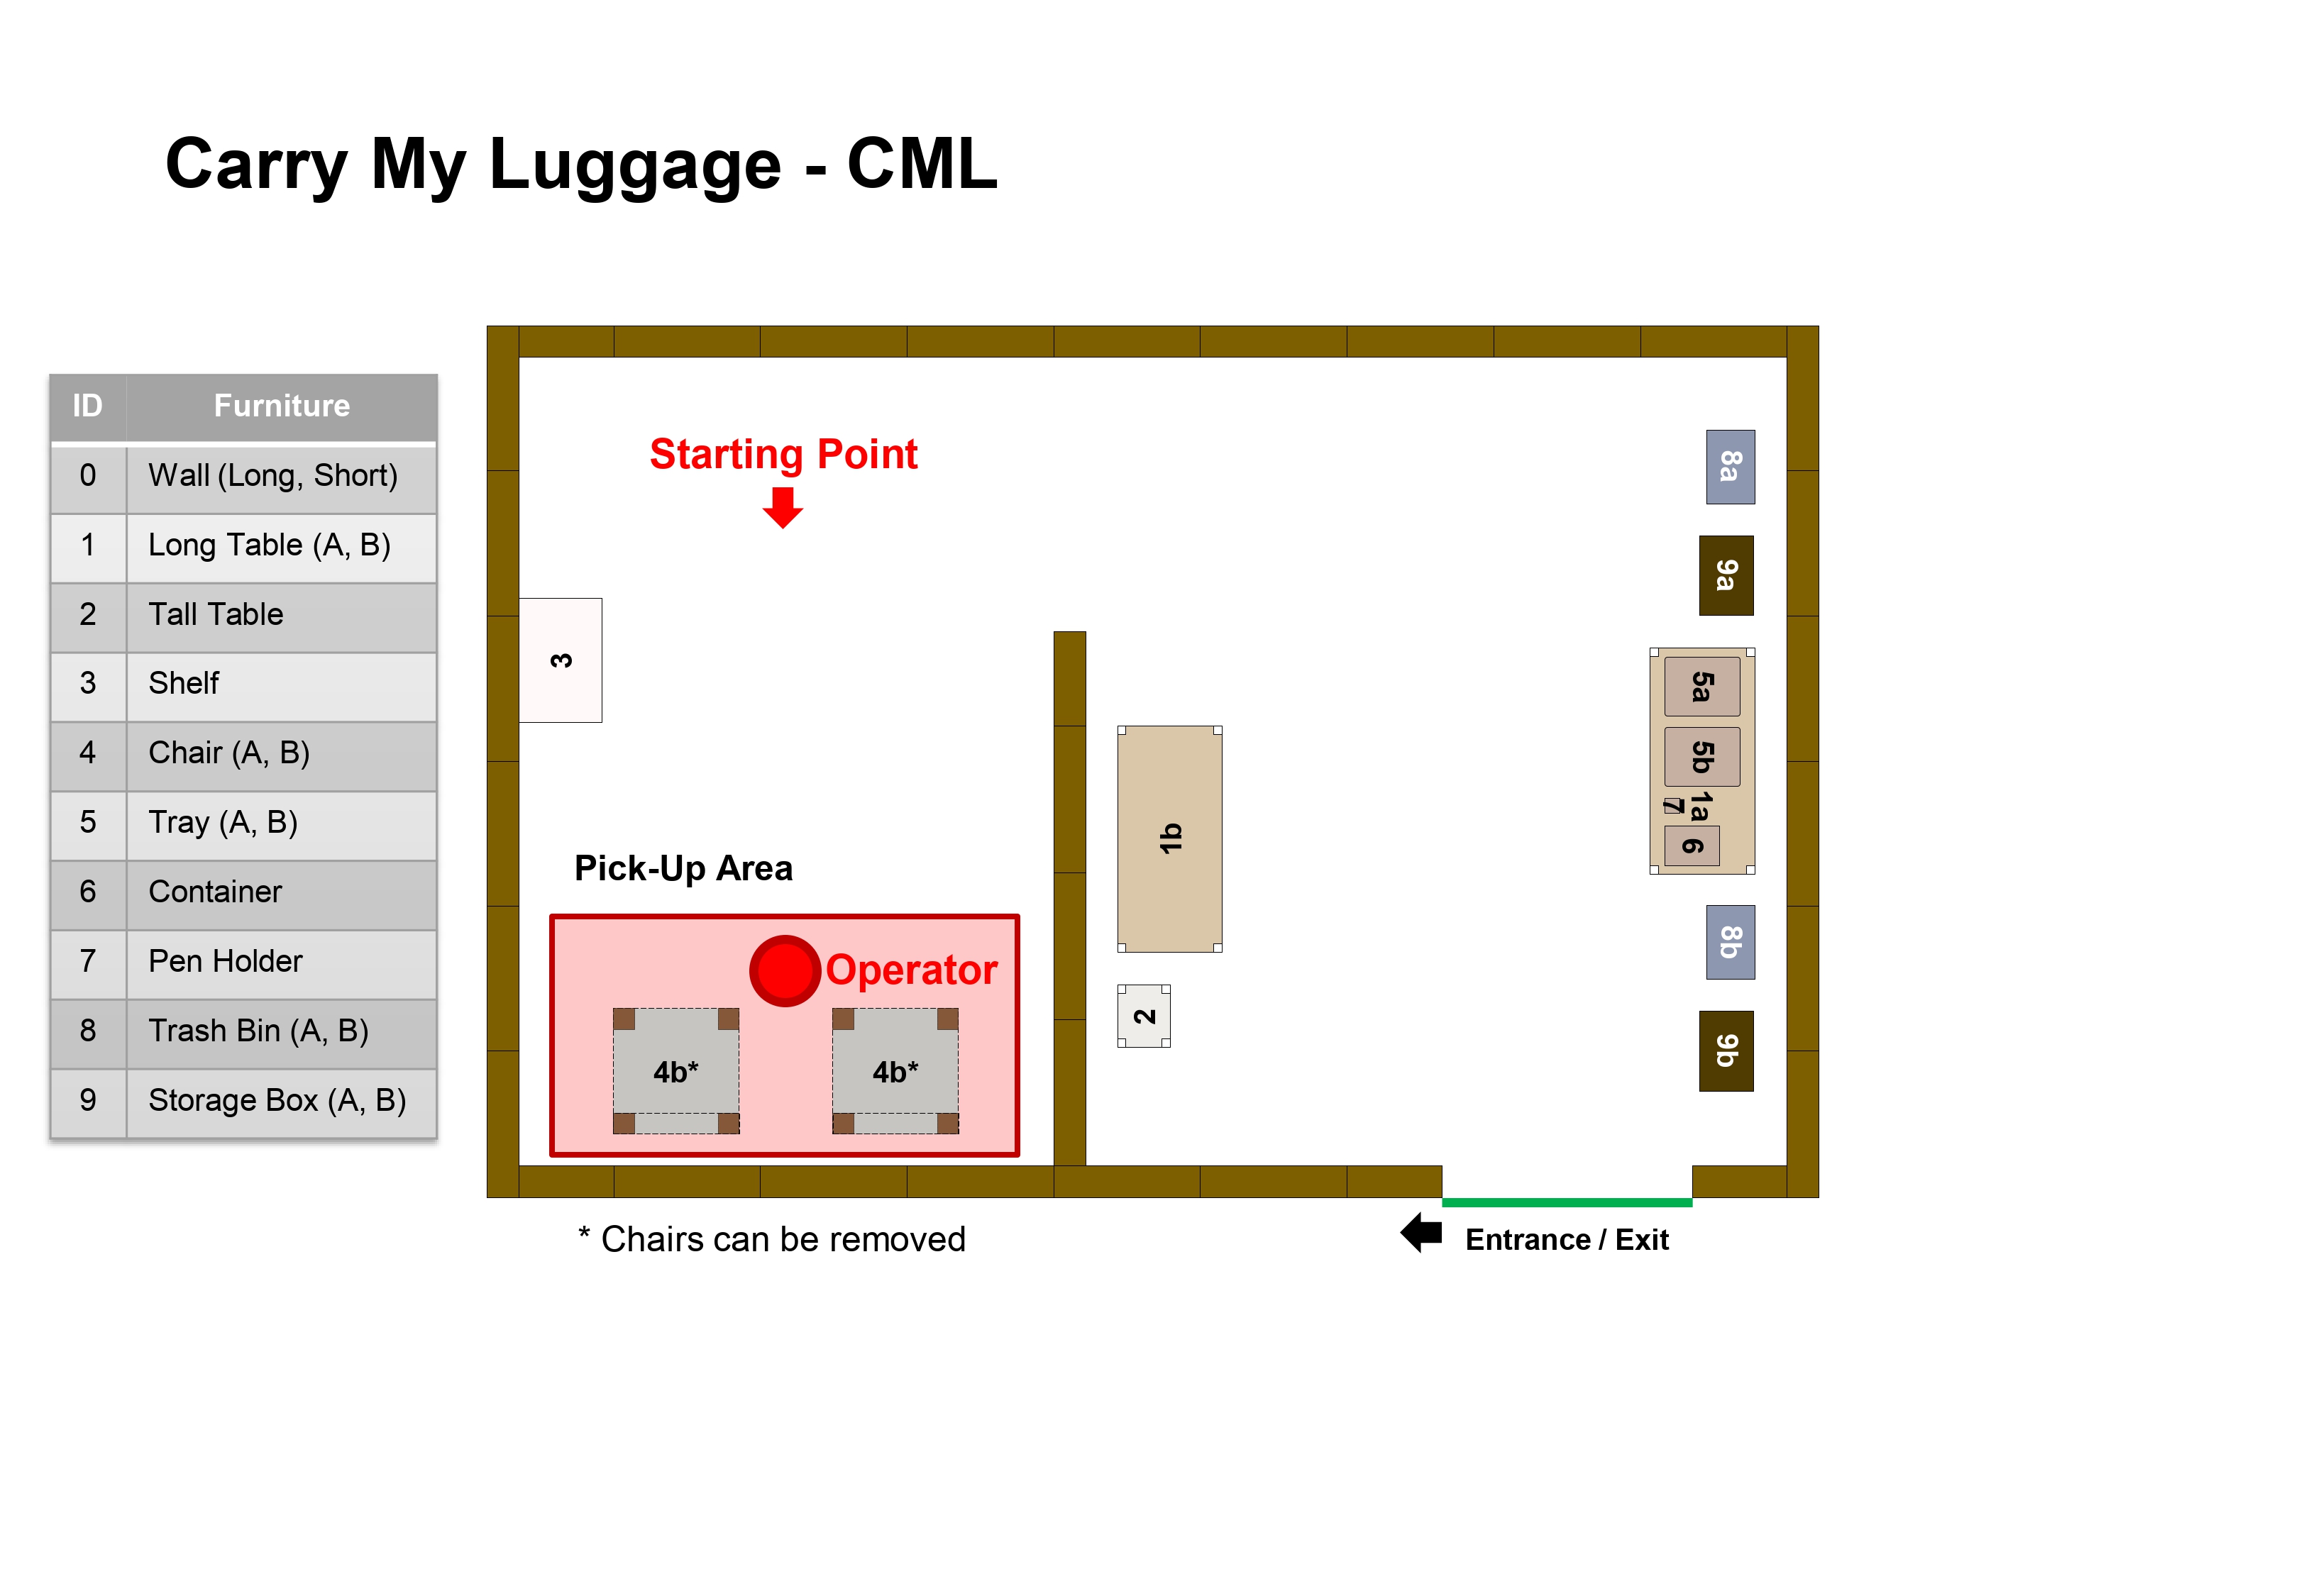 Carry My Luggage - CML
ID Furniture
0 Wall (Long, Short)
1 Long Table (A, B)
2 Tall Table
3 Shelf
4 Chair (A, B)
5 Tray (A, B)
6 Container
7 Pen Holder
8 Trash Bin (A, B)
9 Storage Box (A, B)
Starting Point
3
Pick-Up Area
Operator
4b*
4b*
* Chairs can be removed
1b
2
8a
9a
5a
5b
7
1a
6
8b
9b
Entrance / Exit